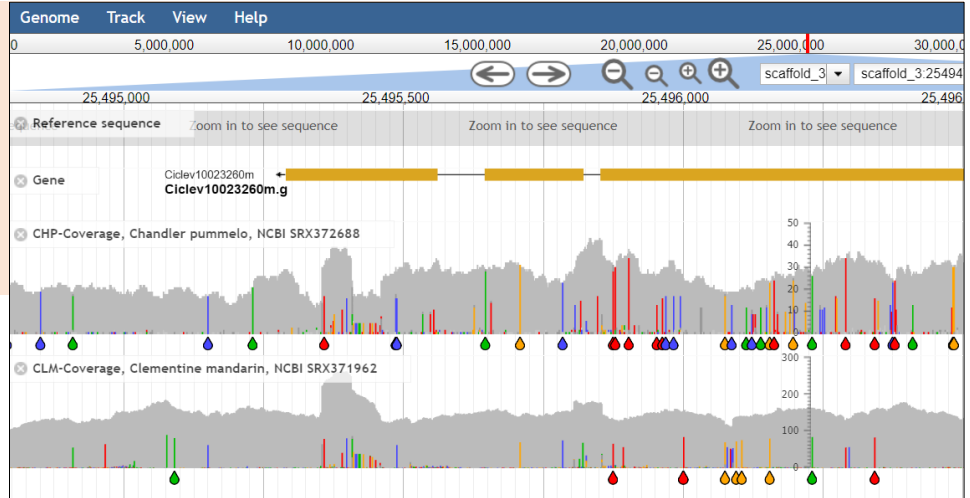 Genome Track View Help
0 5,000,000 10,000,000 15,000,000 20,000,000 25,000,000 30,000,0
scaffold_3 scaffold_3:25494
25,495,000 25,495,500 25,496,000 25,496
Reference sequence Zoom in to see sequence Zoom in to see sequence Zoom in to see sequence
Gene
Ciclev10023260m
Ciclev10023260m.g
CHP-Coverage, Chandler pummelo, NCBI SRX372688
50
40
30
20
10
0
CLM-Coverage, Clementine mandarin, NCBI SRX371962
300
200
100
0